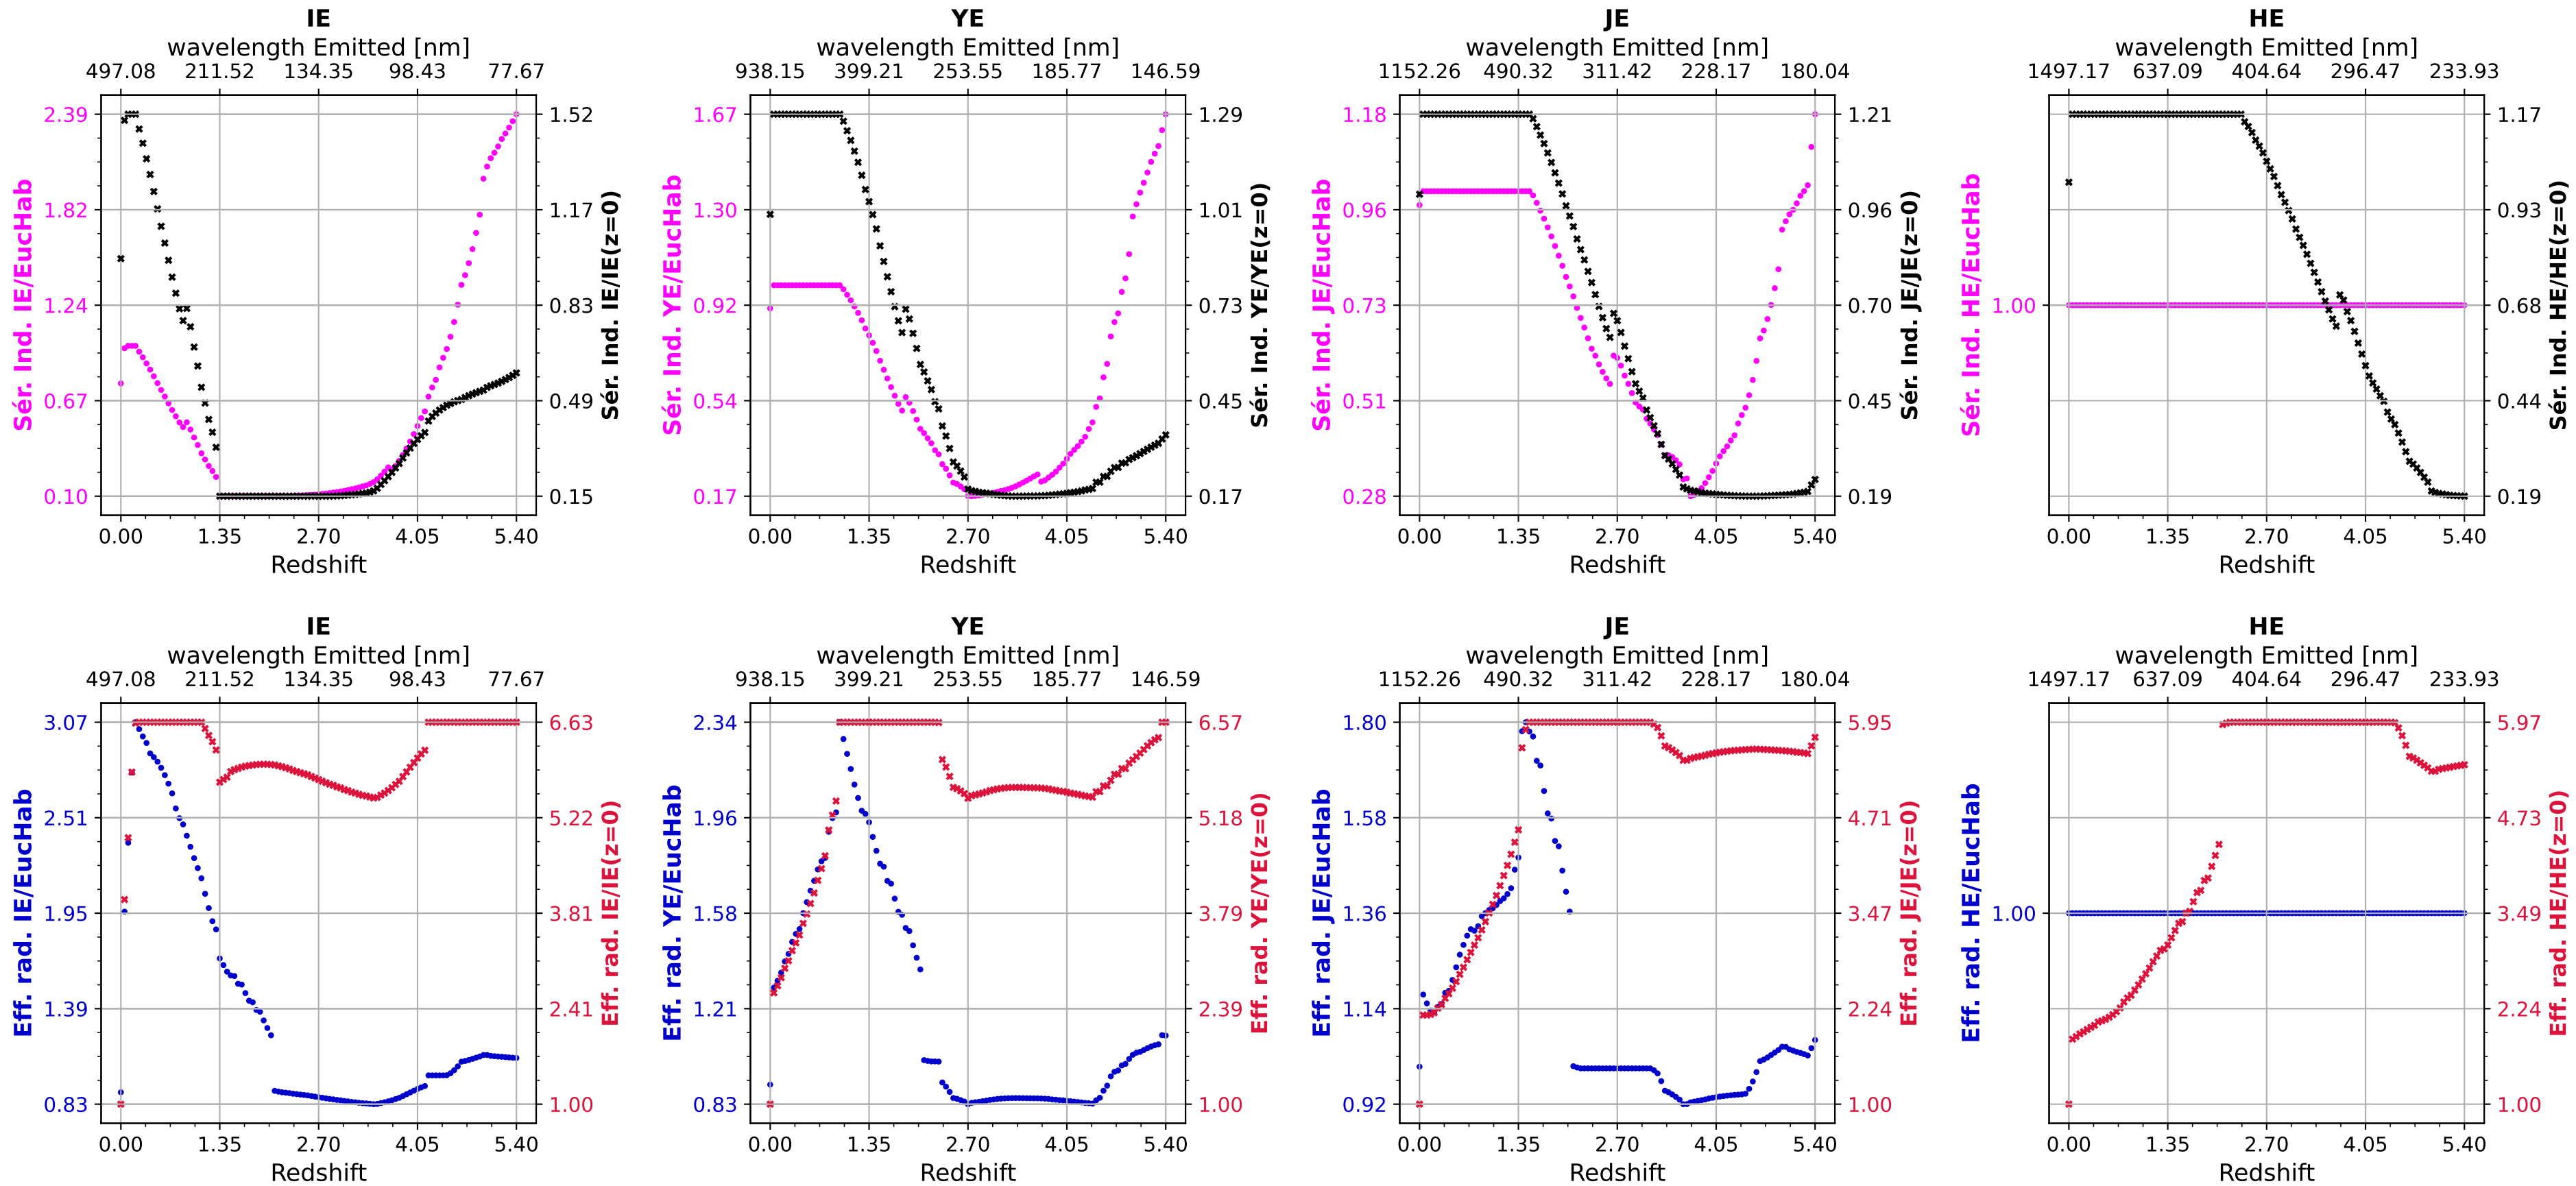 IE
wavelength Emitted [nm]
497.08 211.52 134.35 98.43 77.67
Sér. Ind. IE/EucHab
2.39
1.82
1.24
0.67
0.10
1.52
1.17
0.83
0.49
0.15
Sér. Ind. IE/IE(z=0)
0.00 1.35 2.70 4.05 5.40
Redshift
YE
wavelength Emitted [nm]
938.15 399.21 253.55 185.77 146.59
Sér. Ind. YE/EucHab
1.67
1.30
0.92
0.54
0.17
1.29
1.01
0.73
0.45
0.17
Sér. Ind. YE/YE(z=0)
0.00 1.35 2.70 4.05 5.40
Redshift
JE
wavelength Emitted [nm]
1152.26 490.32 311.42 228.17 180.04
Sér. Ind. JE/EucHab
1.18
0.96
0.73
0.51
0.28
1.21
0.96
0.70
0.45
0.19
Sér. Ind. JE/JE(z=0)
0.00 1.35 2.70 4.05 5.40
Redshift
HE
wavelength Emitted [nm]
1497.17 637.09 404.64 296.47 233.93
Sér. Ind. HE/EucHab
1.00
1.17
0.93
0.68
0.44
0.19
Sér. Ind. HE/HE(z=0)
0.00 1.35 2.70 4.05 5.40
Redshift
IE
wavelength Emitted [nm]
497.08 211.52 134.35 98.43 77.67
Eff. rad. IE/EucHab
3.07
2.51
1.95
1.39
0.83
6.63
5.22
3.81
2.41
1.00
Eff. rad. IE/IE(z=0)
0.00 1.35 2.70 4.05 5.40
Redshift
YE
wavelength Emitted [nm]
938.15 399.21 253.55 185.77 146.59
Eff. rad. YE/EucHab
2.34
1.96
1.58
1.21
0.83
6.57
5.18
3.79
2.39
1.00
Eff. rad. YE/YE(z=0)
0.00 1.35 2.70 4.05 5.40
Redshift
JE
wavelength Emitted [nm]
1152.26 490.32 311.42 228.17 180.04
Eff. rad. JE/EucHab
1.80
1.58
1.36
1.14
0.92
5.95
4.71
3.47
2.24
1.00
Eff. rad. JE/JE(z=0)
0.00 1.35 2.70 4.05 5.40
Redshift
HE
wavelength Emitted [nm]
1497.17 637.09 404.64 296.47 233.93
Eff. rad. HE/EucHab
1.00
5.97
4.73
3.49
2.24
1.00
Eff. rad. HE/HE(z=0)
0.00 1.35 2.70 4.05 5.40
Redshift